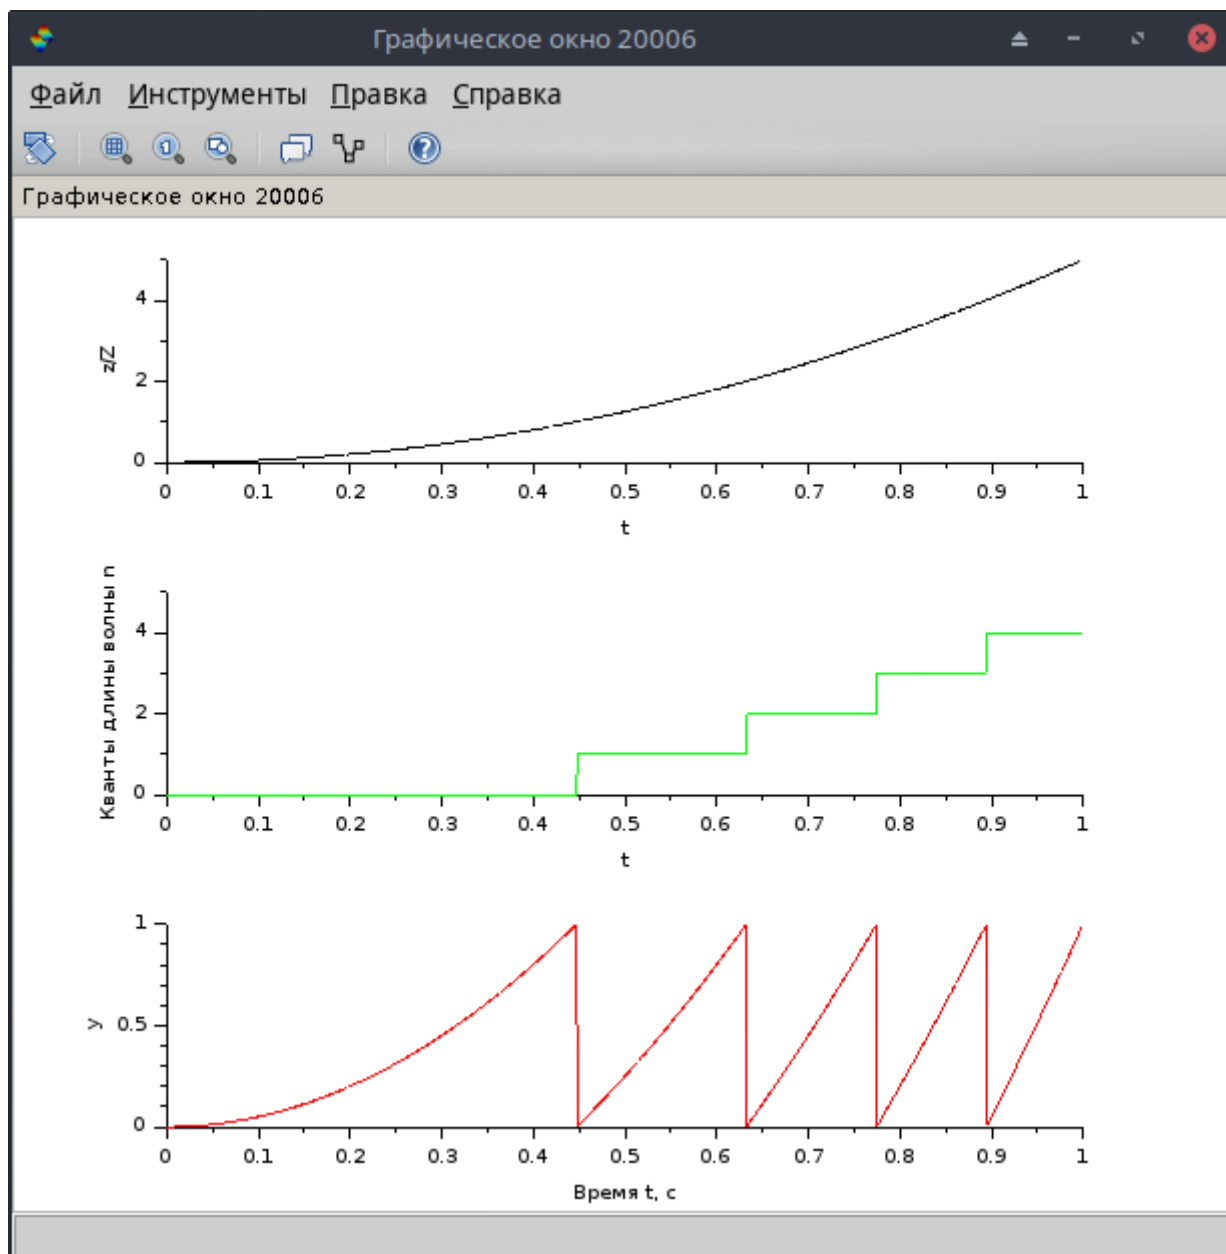 Графическое окно 20006
Файл Инструменты Правка Справка
Графическое окно 20006
z/Z
4
2
0
0 0.1 0.2 0.3 0.4 0.5 0.6 0.7 0.8 0.9 1
t
Кванты длины волны n
4
2
0
0 0.1 0.2 0.3 0.4 0.5 0.6 0.7 0.8 0.9 1
t
y
1
0.5
0
0 0.1 0.2 0.3 0.4 0.5 0.6 0.7 0.8 0.9 1
Время t, с